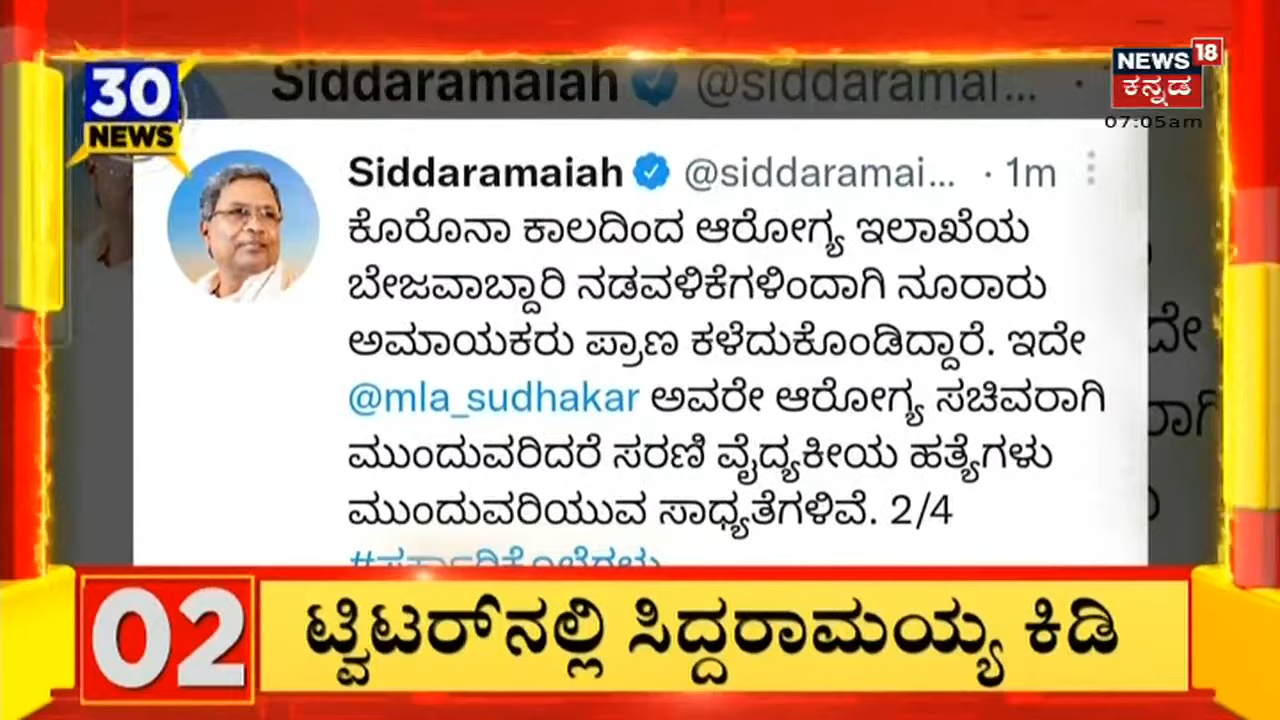 Siddaramaiah @siddaramai... ·
30
NEWS
NEWS 18
ಕನ್ನಡ
07:05am
Siddaramaiah @siddaramai... · 1m
ಕೊರೊನಾ ಕಾಲದಿಂದ ಆರೋಗ್ಯ ಇಲಾಖೆಯ
ಬೇಜವಾಬ್ದಾರಿ ನಡವಳಿಕೆಗಳಿಂದಾಗಿ ನೂರಾರು
ಅಮಾಯಕರು ಪ್ರಾಣ ಕಳೆದುಕೊಂಡಿದ್ದಾರೆ. ಇದೇ
@mla_sudhakar ಅವರೇ ಆರೋಗ್ಯ ಸಚಿವರಾಗಿ
ಮುಂದುವರಿದರೆ ಸರಣಿ ವೈದ್ಯಕೀಯ ಹತ್ಯೆಗಳು
ಮುಂದುವರಿಯುವ ಸಾಧ್ಯತೆಗಳಿವೆ. 2/4
02
ಟ್ವಿಟರ್‌ನಲ್ಲಿ ಸಿದ್ದರಾಮಯ್ಯ ಕಿಡಿ